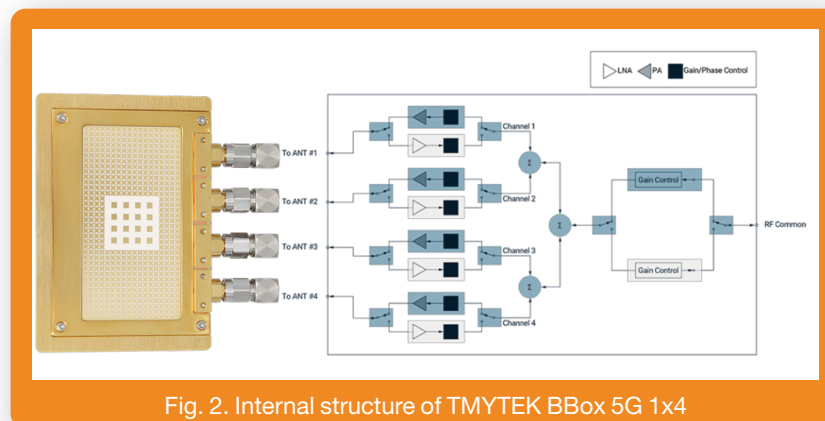 LNA PA Gain/Phase Control
To ANT #1
Channel 1
Σ
To ANT #2
Channel 2
Gain Control
Σ
RF Common
To ANT #3
Channel 3
Σ
Gain Control
To ANT #4
Channel 4
Fig. 2. Internal structure of TMYTEK BBox 5G 1x4